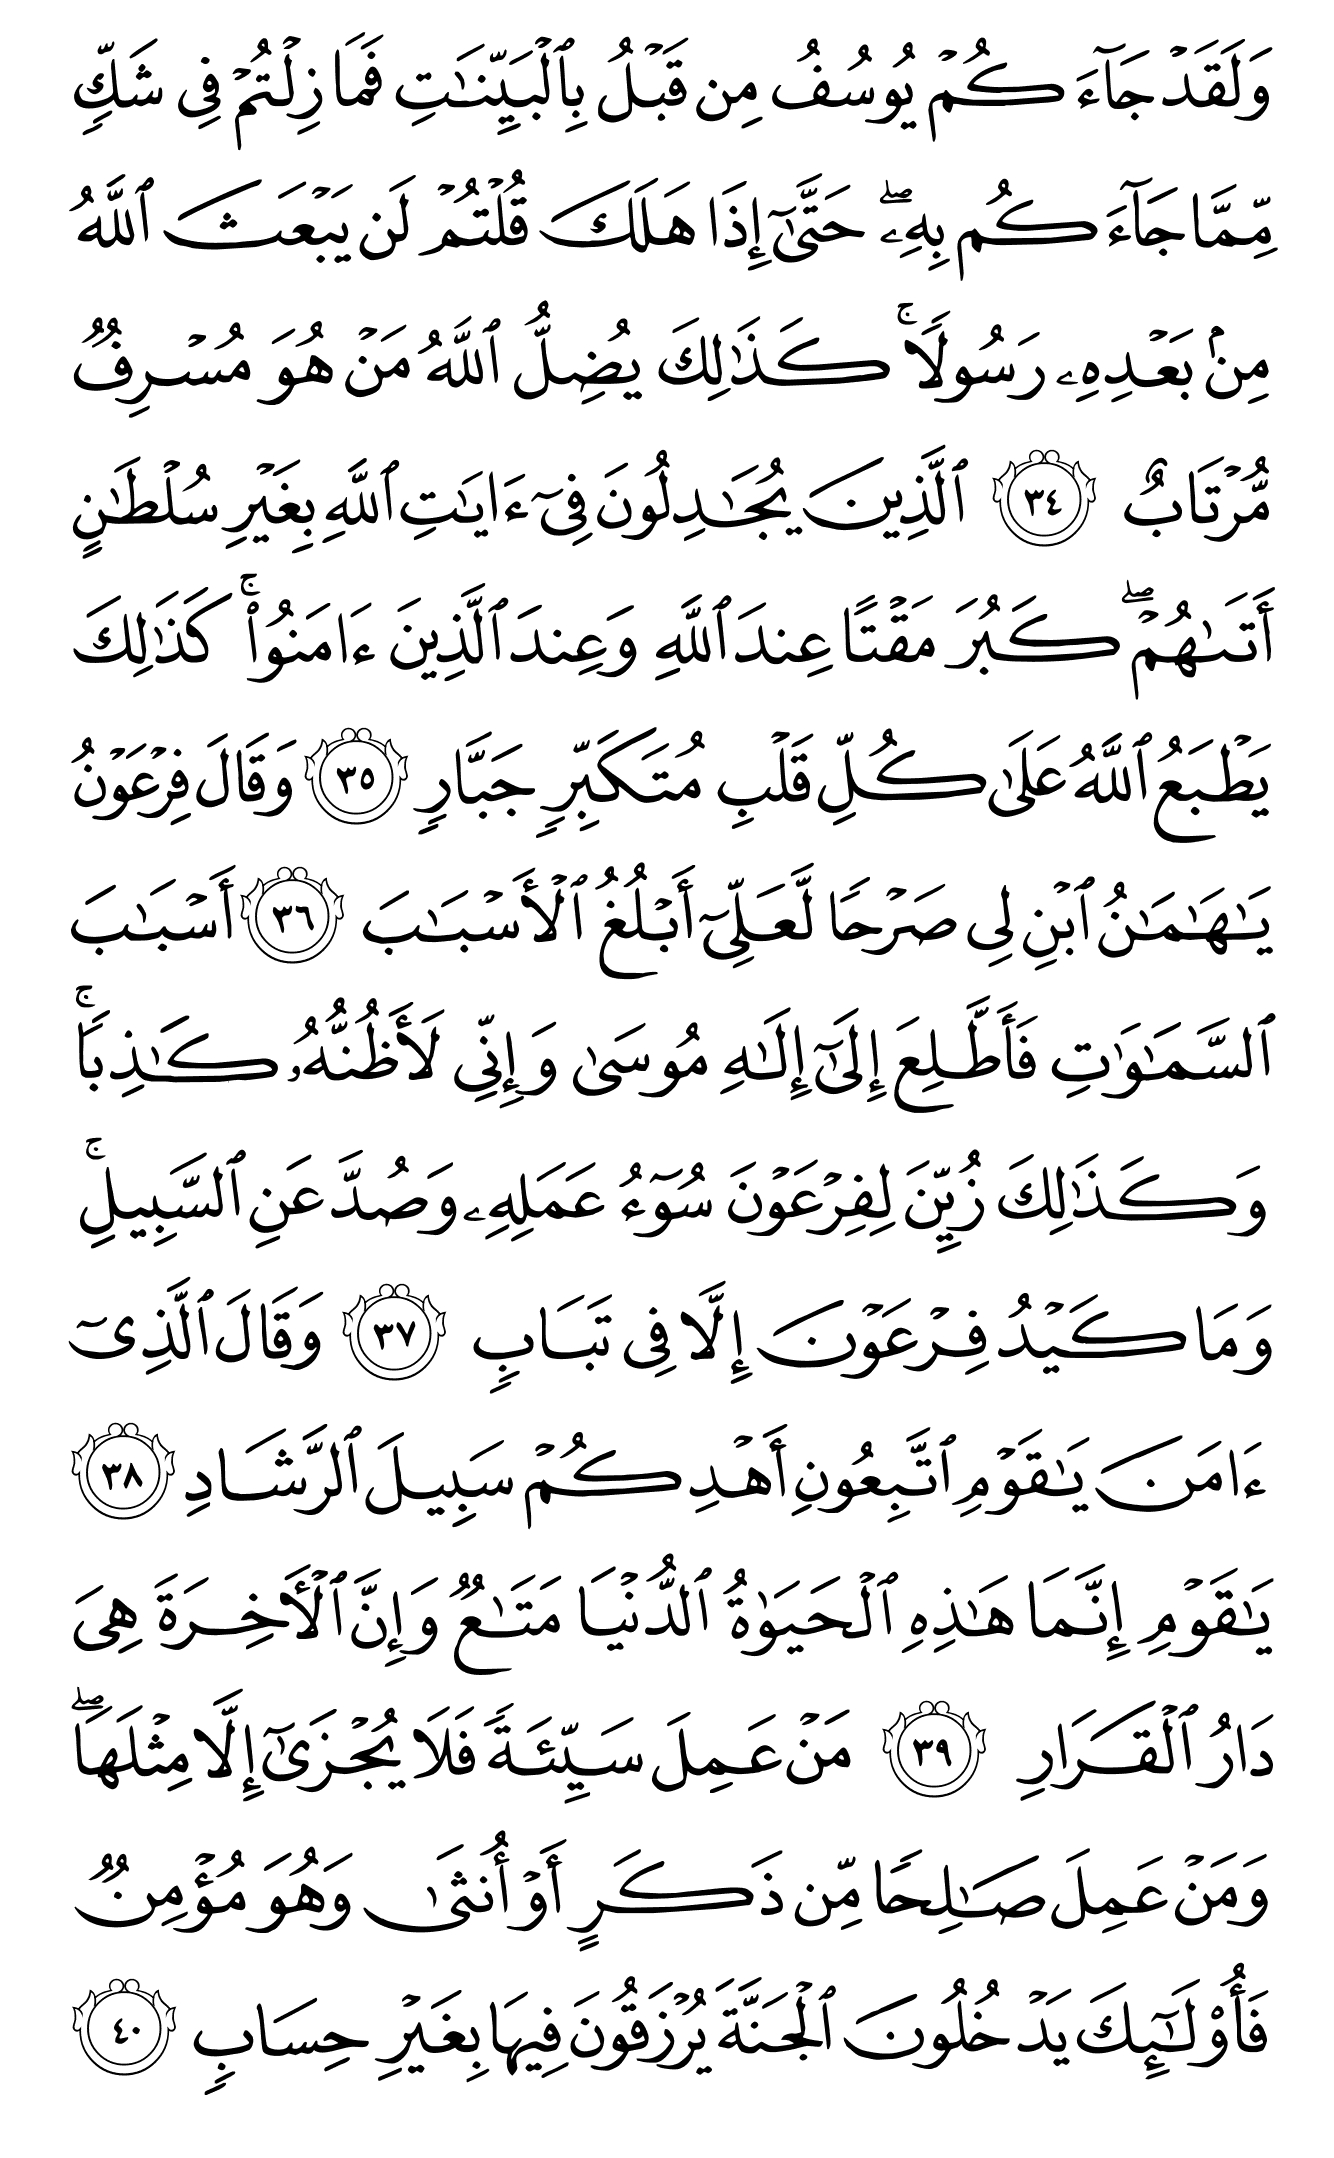 وَلَقَدۡ جَآءَكُمۡ يُوسُفُ مِن قَبۡلُ بِٱلۡبَيِّنَٰتِ فَمَا زِلۡتُمۡ فِي شَكّٖ
مِّمَّا جَآءَكُم بِهِۦۖ حَتَّىٰٓ إِذَا هَلَكَ قُلۡتُمۡ لَن يَبۡعَثَ ٱللَّهُ
مِنۢ بَعۡدِهِۦ رَسُولٗاۚ كَذَٰلِكَ يُضِلُّ ٱللَّهُ مَنۡ هُوَ مُسۡرِفٞ
مُّرۡتَابٌ ٣٤ ٱلَّذِينَ يُجَٰدِلُونَ فِيٓ ءَايَٰتِ ٱللَّهِ بِغَيۡرِ سُلۡطَٰنٍ
أَتَىٰهُمۡۖ كَبُرَ مَقۡتًا عِندَ ٱللَّهِ وَعِندَ ٱلَّذِينَ ءَامَنُواْۚ كَذَٰلِكَ
يَطۡبَعُ ٱللَّهُ عَلَىٰ كُلِّ قَلۡبِ مُتَكَبِّرٖ جَبَّارٖ ٣٥ وَقَالَ فِرۡعَوۡنُ
يَٰهَٰمَٰنُ ٱبۡنِ لِي صَرۡحٗا لَّعَلِّيٓ أَبۡلُغُ ٱلۡأَسۡبَٰبَ ٣٦ أَسۡبَٰبَ
ٱلسَّمَٰوَٰتِ فَأَطَّلِعَ إِلَىٰٓ إِلَٰهِ مُوسَىٰ وَإِنِّي لَأَظُنُّهُۥ كَٰذِبٗاۚ
وَكَذَٰلِكَ زُيِّنَ لِفِرۡعَوۡنَ سُوٓءُ عَمَلِهِۦ وَصُدَّ عَنِ ٱلسَّبِيلِۚ
وَمَا كَيۡدُ فِرۡعَوۡنَ إِلَّا فِي تَبَابٖ ٣٧ وَقَالَ ٱلَّذِيٓ
ءَامَنَ يَٰقَوۡمِ ٱتَّبِعُونِ أَهۡدِكُمۡ سَبِيلَ ٱلرَّشَادِ ٣٨
يَٰقَوۡمِ إِنَّمَا هَٰذِهِ ٱلۡحَيَوٰةُ ٱلدُّنۡيَا مَتَٰعٞ وَإِنَّ ٱلۡأٓخِرَةَ هِيَ
دَارُ ٱلۡقَرَارِ ٣٩ مَنۡ عَمِلَ سَيِّئَةٗ فَلَا يُجۡزَىٰٓ إِلَّا مِثۡلَهَاۖ
وَمَنۡ عَمِلَ صَٰلِحٗا مِّن ذَكَرٍ أَوۡ أُنثَىٰ وَهُوَ مُؤۡمِنٞ
فَأُوْلَٰٓئِكَ يَدۡخُلُونَ ٱلۡجَنَّةَ يُرۡزَقُونَ فِيهَا بِغَيۡرِ حِسَابٖ ٤٠